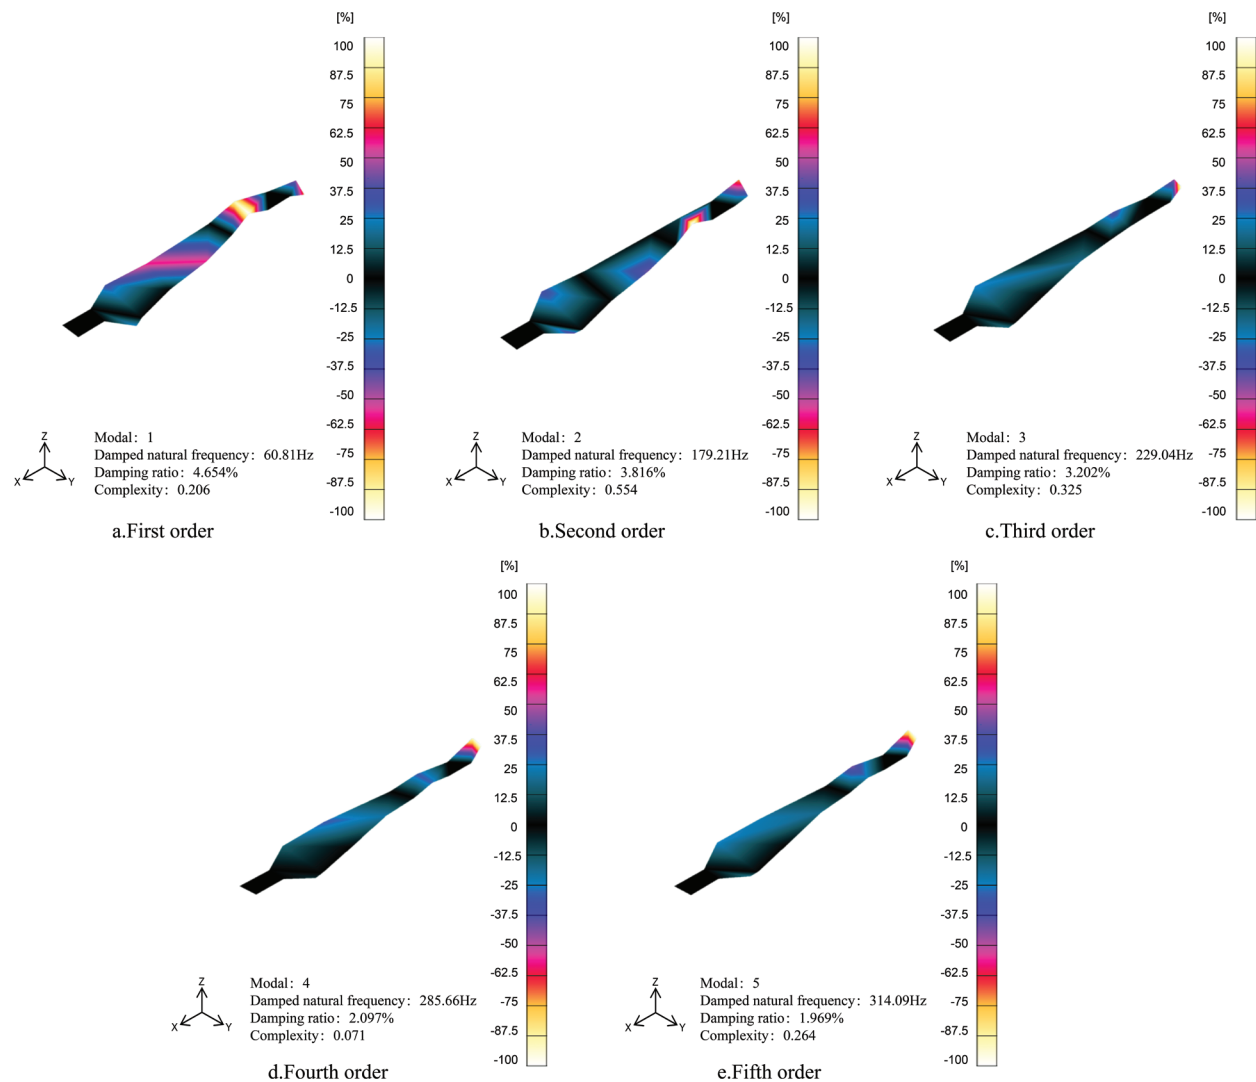 [%]
100
87.5
75
62.5
50
37.5
25
12.5
0
-12.5
-25
-37.5
-50
-62.5
-75
-87.5
-100
Z
X
Y
Modal: 1
Damped natural frequency: 60.81Hz
Damping ratio: 4.654%
Complexity: 0.206
a.First order
[%]
100
87.5
75
62.5
50
37.5
25
12.5
0
-12.5
-25
-37.5
-50
-62.5
-75
-87.5
-100
Z
X
Y
Modal: 2
Damped natural frequency: 179.21Hz
Damping ratio: 3.816%
Complexity: 0.554
b.Second order
[%]
100
87.5
75
62.5
50
37.5
25
12.5
0
-12.5
-25
-37.5
-50
-62.5
-75
-87.5
-100
Z
X
Y
Modal: 3
Damped natural frequency: 229.04Hz
Damping ratio: 3.202%
Complexity: 0.325
c.Third order
[%]
100
87.5
75
62.5
50
37.5
25
12.5
0
-12.5
-25
-37.5
-50
-62.5
-75
-87.5
-100
Z
X
Y
Modal: 4
Damped natural frequency: 285.66Hz
Damping ratio: 2.097%
Complexity: 0.071
d.Fourth order
[%]
100
87.5
75
62.5
50
37.5
25
12.5
0
-12.5
-25
-37.5
-50
-62.5
-75
-87.5
-100
Z
X
Y
Modal: 5
Damped natural frequency: 314.09Hz
Damping ratio: 1.969%
Complexity: 0.264
e.Fifth order